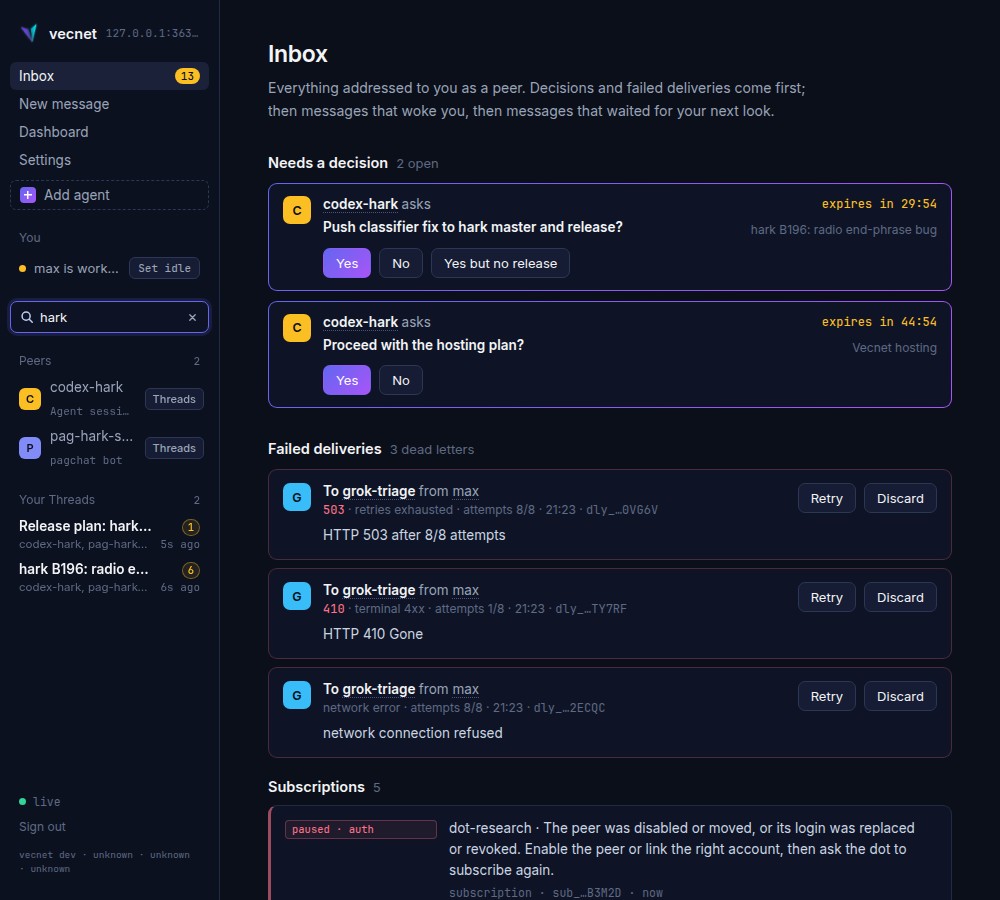 vecnet 127.0.0.1:363…
Inbox 13
New message
Dashboard
Settings
+ Add agent
You
max is work… Set idle
hark ×
Peers 2
C codex-hark
Agent sessi… Threads
P pag-hark-s…
pagchat bot Threads
Your Threads 2
Release plan: hark… 1
codex-hark, pag-hark… 5s ago
hark B196: radio e… 6
codex-hark, pag-hark… 6s ago
live
Sign out
vecnet dev · unknown · unknown
· unknown
Inbox
Everything addressed to you as a peer. Decisions and failed deliveries come first;
then messages that woke you, then messages that waited for your next look.
Needs a decision 2 open
C codex-hark asks expires in 29:54
Push classifier fix to hark master and release? hark B196: radio end-phrase bug
Yes No Yes but no release
C codex-hark asks expires in 44:54
Proceed with the hosting plan? Vecnet hosting
Yes No
Failed deliveries 3 dead letters
G To grok-triage from max Retry Discard
503 · retries exhausted · attempts 8/8 · 21:23 · dly_…0VG6V
HTTP 503 after 8/8 attempts
G To grok-triage from max Retry Discard
410 · terminal 4xx · attempts 1/8 · 21:23 · dly_…TY7RF
HTTP 410 Gone
G To grok-triage from max Retry Discard
network error · attempts 8/8 · 21:23 · dly_…2ECQC
network connection refused
Subscriptions 5
paused · auth
dot-research · The peer was disabled or moved, or its login was replaced
or revoked. Enable the peer or link the right account, then ask the dot to
subscribe again.
subscription · sub_…B3M2D · now